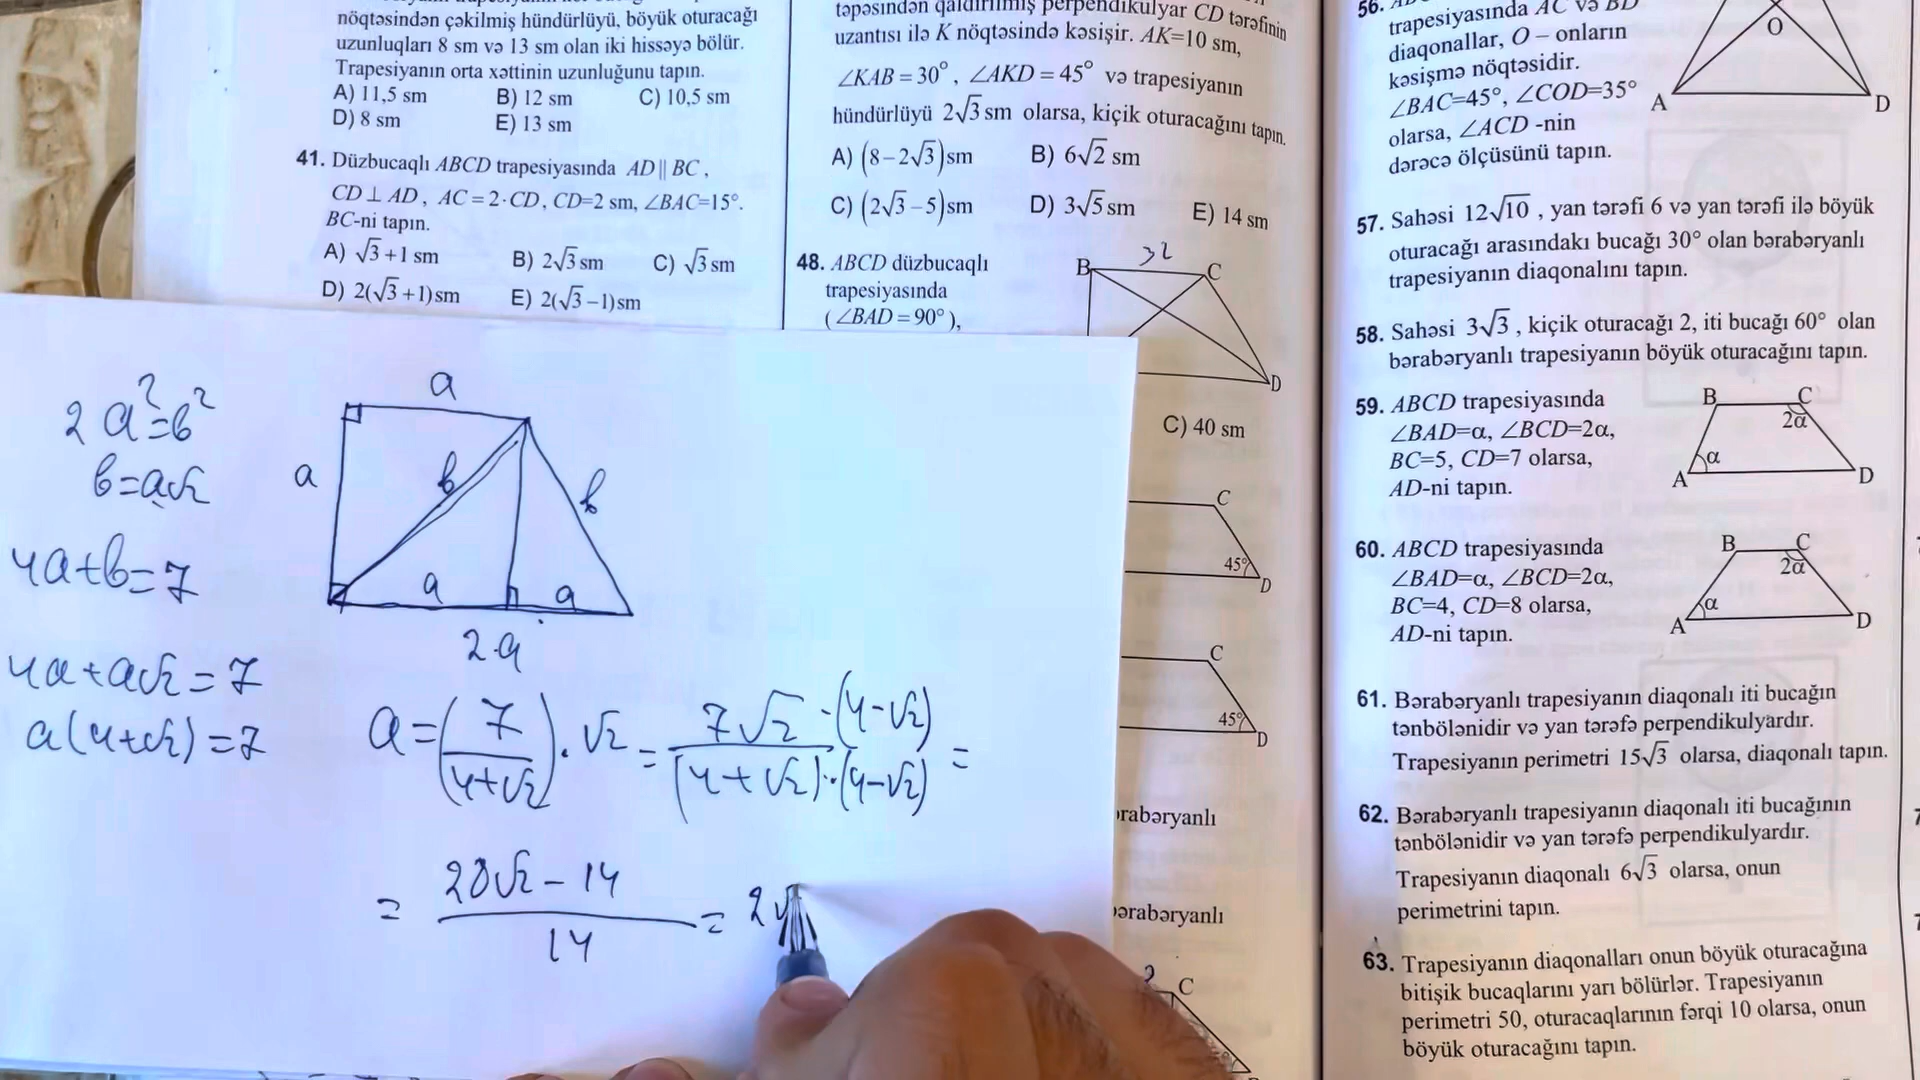 nöqtəsindən çəkilmiş hündürlüyü, böyük oturacağı
uzunluqları 8 sm və 13 sm olan iki hissəyə bölür.
Trapesiyanın orta xəttinin uzunluğunu tapın.
A) 11,5 sm B) 12 sm C) 10,5 sm
D) 8 sm E) 13 sm
41. Düzbucaqlı ABCD trapesiyasında AD || BC,
CD ⊥ AD, AC = 2·CD, CD=2 sm, ∠BAC=15°.
BC-ni tapın.
A) √3+1 sm B) 2√3 sm C) √3 sm
D) 2(√3+1) sm E) 2(√3−1) sm
təpəsindən qaldırılmış perpendikulyar CD tərəfinin
uzantısı ilə K nöqtəsində kəsişir. AK=10 sm,
∠KAB = 30°, ∠AKD = 45° və trapesiyanın
hündürlüyü 2√3 sm olarsa, kiçik oturacağını tapın.
A) (8−2√3) sm B) 6√2 sm
C) (2√3−5) sm D) 3√5 sm E) 14 sm
48. ABCD düzbucaqlı
trapesiyasında
(∠BAD = 90°),
B C
D
C) 40 sm
C
45°
D
C
45°
D
rabəryanlı
ərabəryanlı
C
2a²=b²
b=a√2
4a+b=7
4a+a√2=7
a(4+√2)=7
a
a
b
b
a a
2a
a=(7/(4+√2))·√2 = 7√2·(4−√2)/((4+√2)·(4−√2)) =
= (28√2−14)/14 = 2√
56.
trapesiyasında AC və BD
diaqonallar, O – onların
kəsişmə nöqtəsidir.
∠BAC=45°, ∠COD=35°
olarsa, ∠ACD -nin
dərəcə ölçüsünü tapın.
O
A D
57. Sahəsi 12√10, yan tərəfi 6 və yan tərəfi ilə böyük
oturacağı arasındakı bucağı 30° olan bərabəryanlı
trapesiyanın diaqonalını tapın.
58. Sahəsi 3√3, kiçik oturacağı 2, iti bucağı 60° olan
bərabəryanlı trapesiyanın böyük oturacağını tapın.
59. ABCD trapesiyasında
∠BAD=α, ∠BCD=2α,
BC=5, CD=7 olarsa,
AD-ni tapın.
B C
2α
α
A D
60. ABCD trapesiyasında
∠BAD=α, ∠BCD=2α,
BC=4, CD=8 olarsa,
AD-ni tapın.
B C
2α
α
A D
61. Bərabəryanlı trapesiyanın diaqonalı iti bucağın
tənbölənidir və yan tərəfə perpendikulyardır.
Trapesiyanın perimetri 15√3 olarsa, diaqonalı tapın.
62. Bərabəryanlı trapesiyanın diaqonalı iti bucağının
tənbölənidir və yan tərəfə perpendikulyardır.
Trapesiyanın diaqonalı 6√3 olarsa, onun
perimetrini tapın.
63. Trapesiyanın diaqonalları onun böyük oturacağına
bitişik bucaqlarını yarı bölürlər. Trapesiyanın
perimetri 50, oturacaqlarının fərqi 10 olarsa, onun
böyük oturacağını tapın.